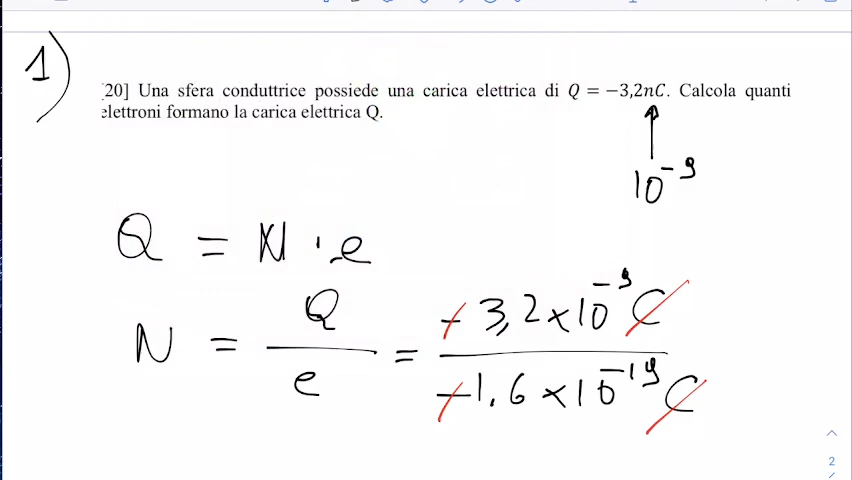 1)
20] Una sfera conduttrice possiede una carica elettrica di Q = −3,2nC. Calcola quanti
elettroni formano la carica elettrica Q.
10⁻⁹
Q = N · e
N = Q / e = −3,2×10⁻⁹ C / −1.6×10⁻¹⁹ C
2